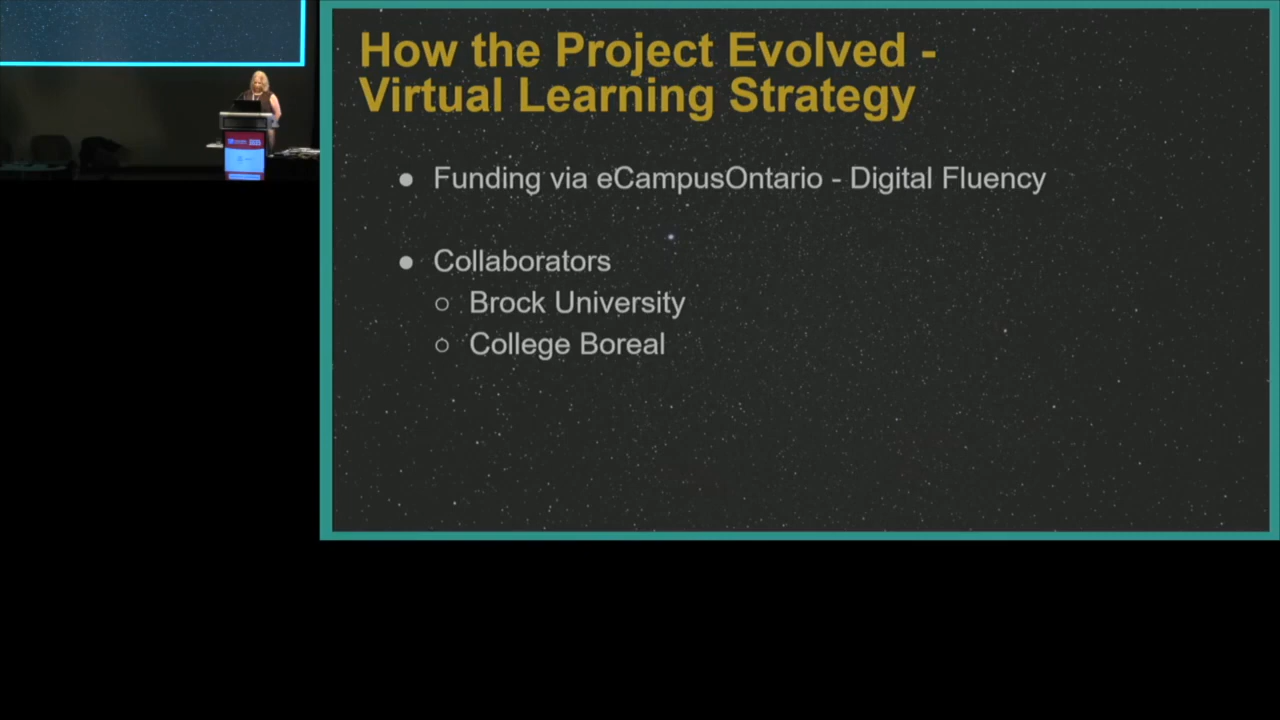 How the Project Evolved -
Virtual Learning Strategy
● Funding via eCampusOntario - Digital Fluency
● Collaborators
○ Brock University
○ College Boreal